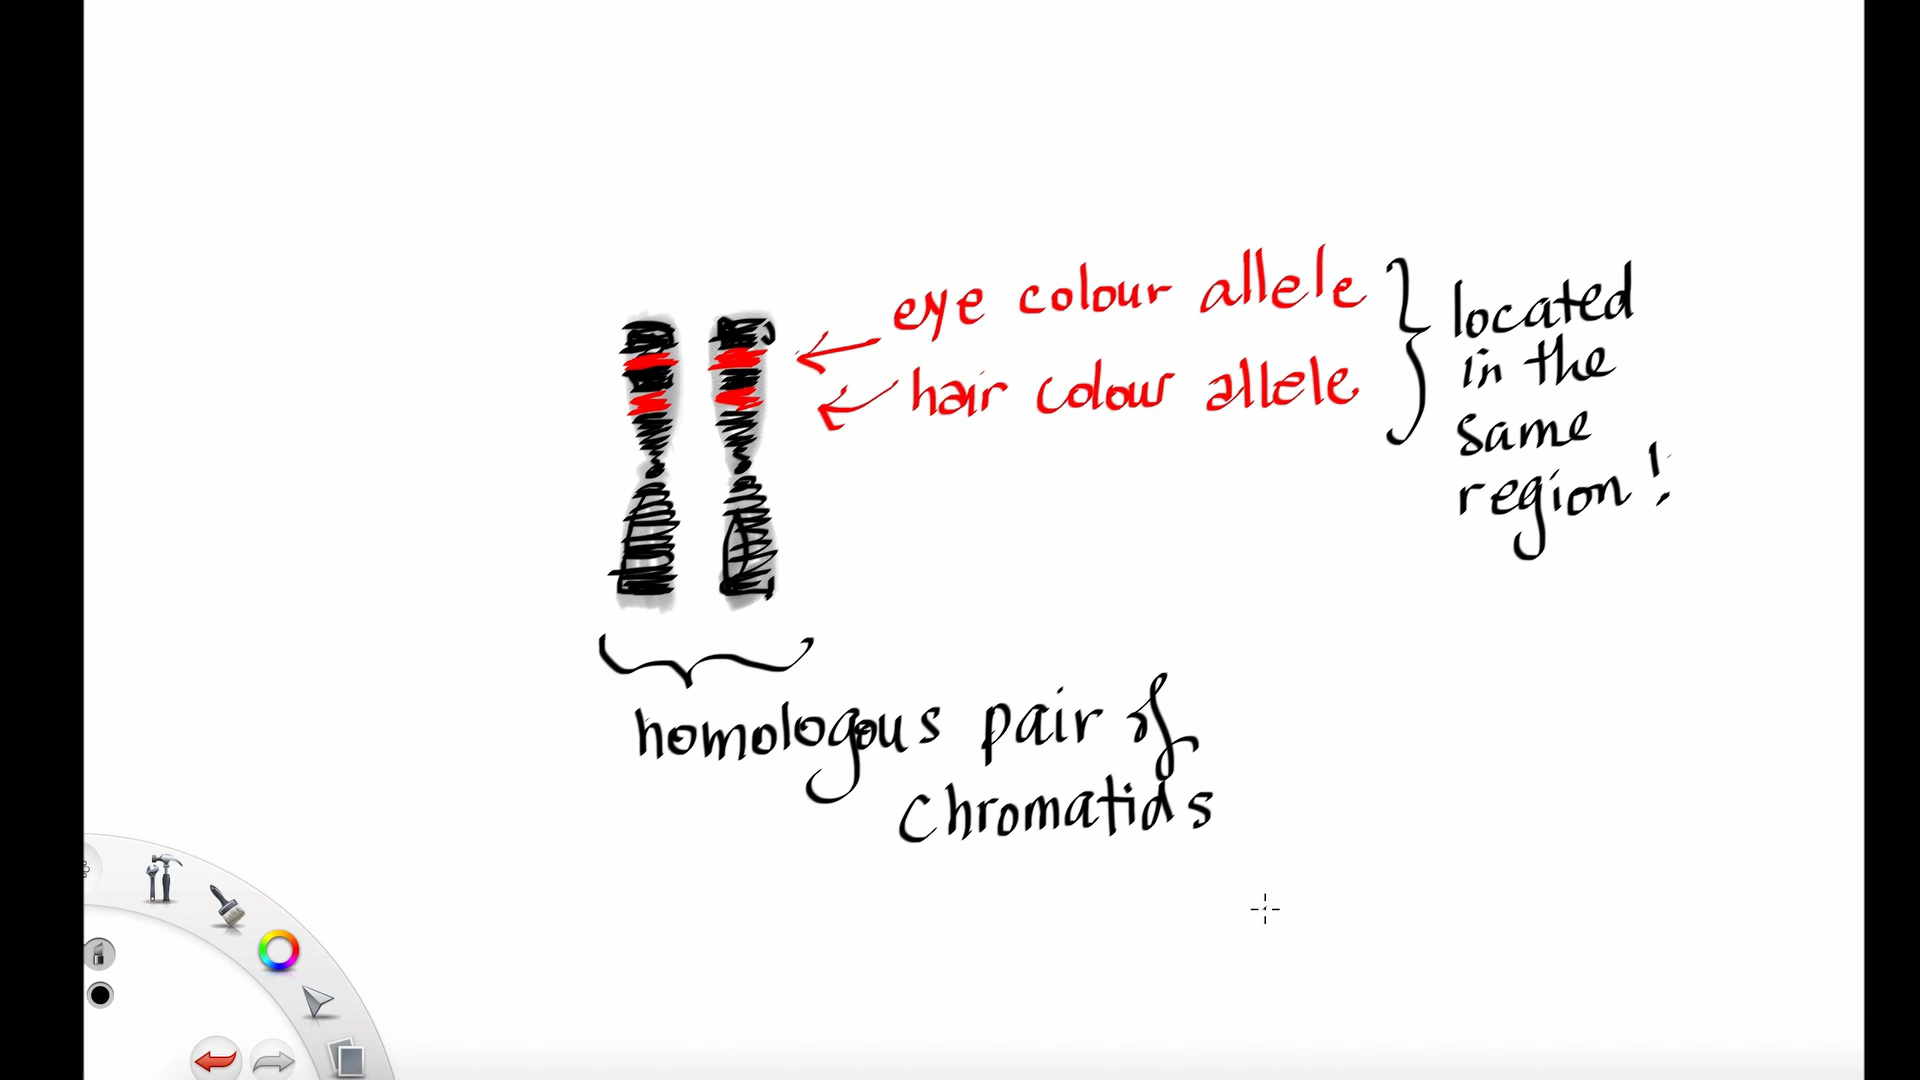 eye colour allele
hair colour allele
located
in the
same
region!
homologous pair of
chromatids